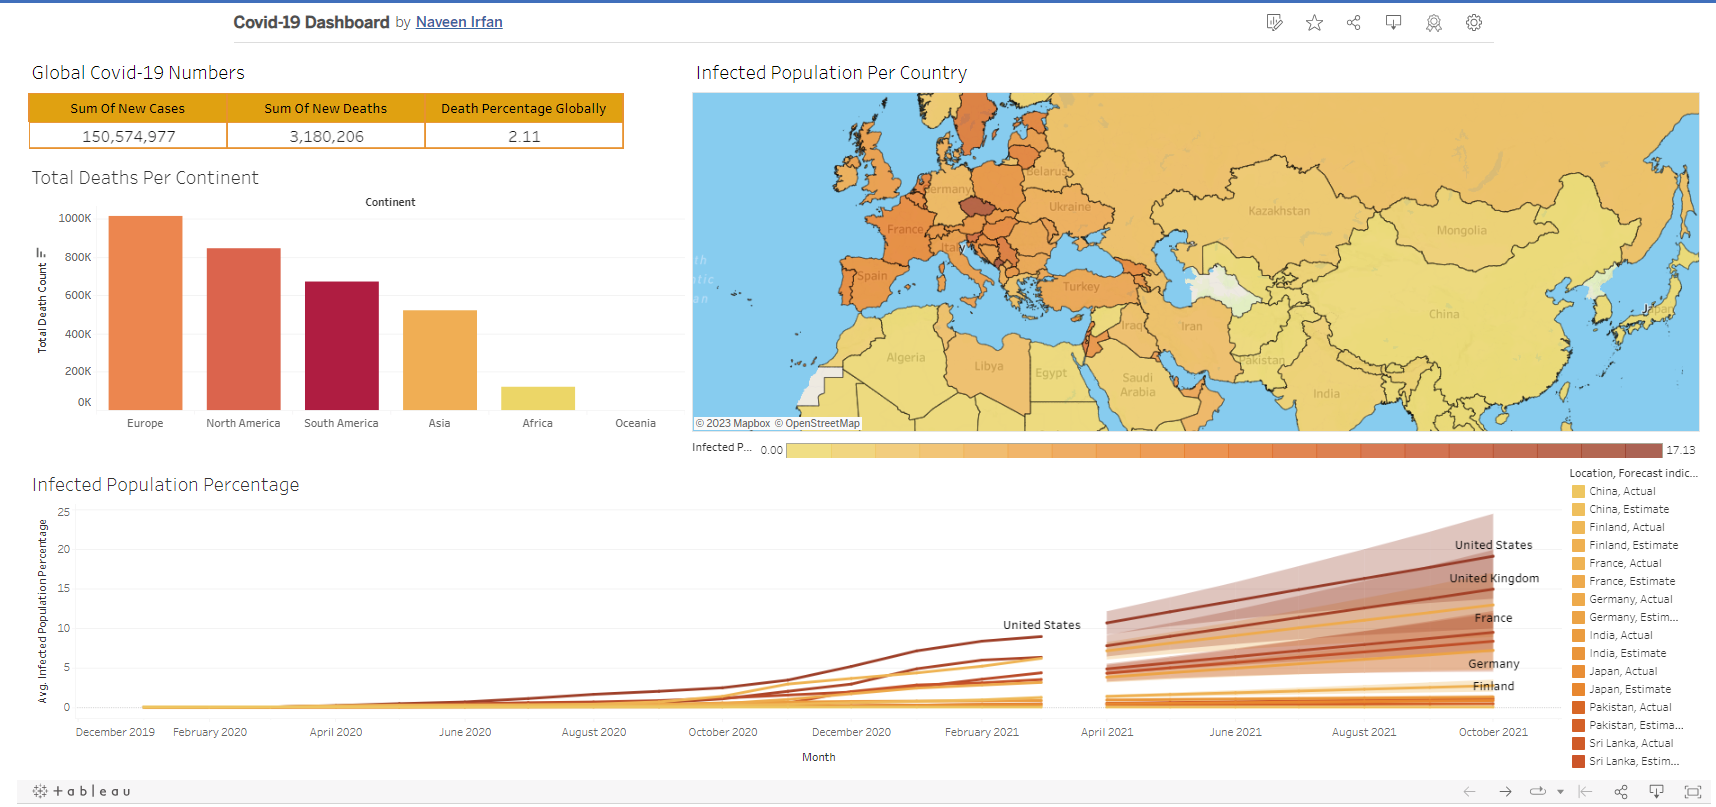 Covid-19 Dashboard by Naveen Irfan
Global Covid-19 Numbers
Sum Of New Cases Sum Of New Deaths Death Percentage Globally
150,574,977 3,180,206 2.11
Total Deaths Per Continent
Continent
Total Death Count
1000K
800K
600K
400K
200K
0K
Europe North America South America Asia Africa Oceania
Infected Population Per Country
Belarus
Germany
Ukraine
France
Italy
Spain
Turkey
Kazakhstan
Mongolia
China
Japan
Iraq
Iran
Pakistan
Algeria
Libya
Egypt
Saudi
Arabia
India
© 2023 Mapbox © OpenStreetMap
Infected P... 0.00 17.13
Infected Population Percentage
Avg. Infected Population Percentage
25
20
15
10
5
0
United States
United States
United Kingdom
France
Germany
Finland
December 2019 February 2020 April 2020 June 2020 August 2020 October 2020 December 2020 February 2021 April 2021 June 2021 August 2021 October 2021
Month
Location, Forecast indic...
China, Actual
China, Estimate
Finland, Actual
Finland, Estimate
France, Actual
France, Estimate
Germany, Actual
Germany, Estim...
India, Actual
India, Estimate
Japan, Actual
Japan, Estimate
Pakistan, Actual
Pakistan, Estima...
Sri Lanka, Actual
Sri Lanka, Estim...
+ableau